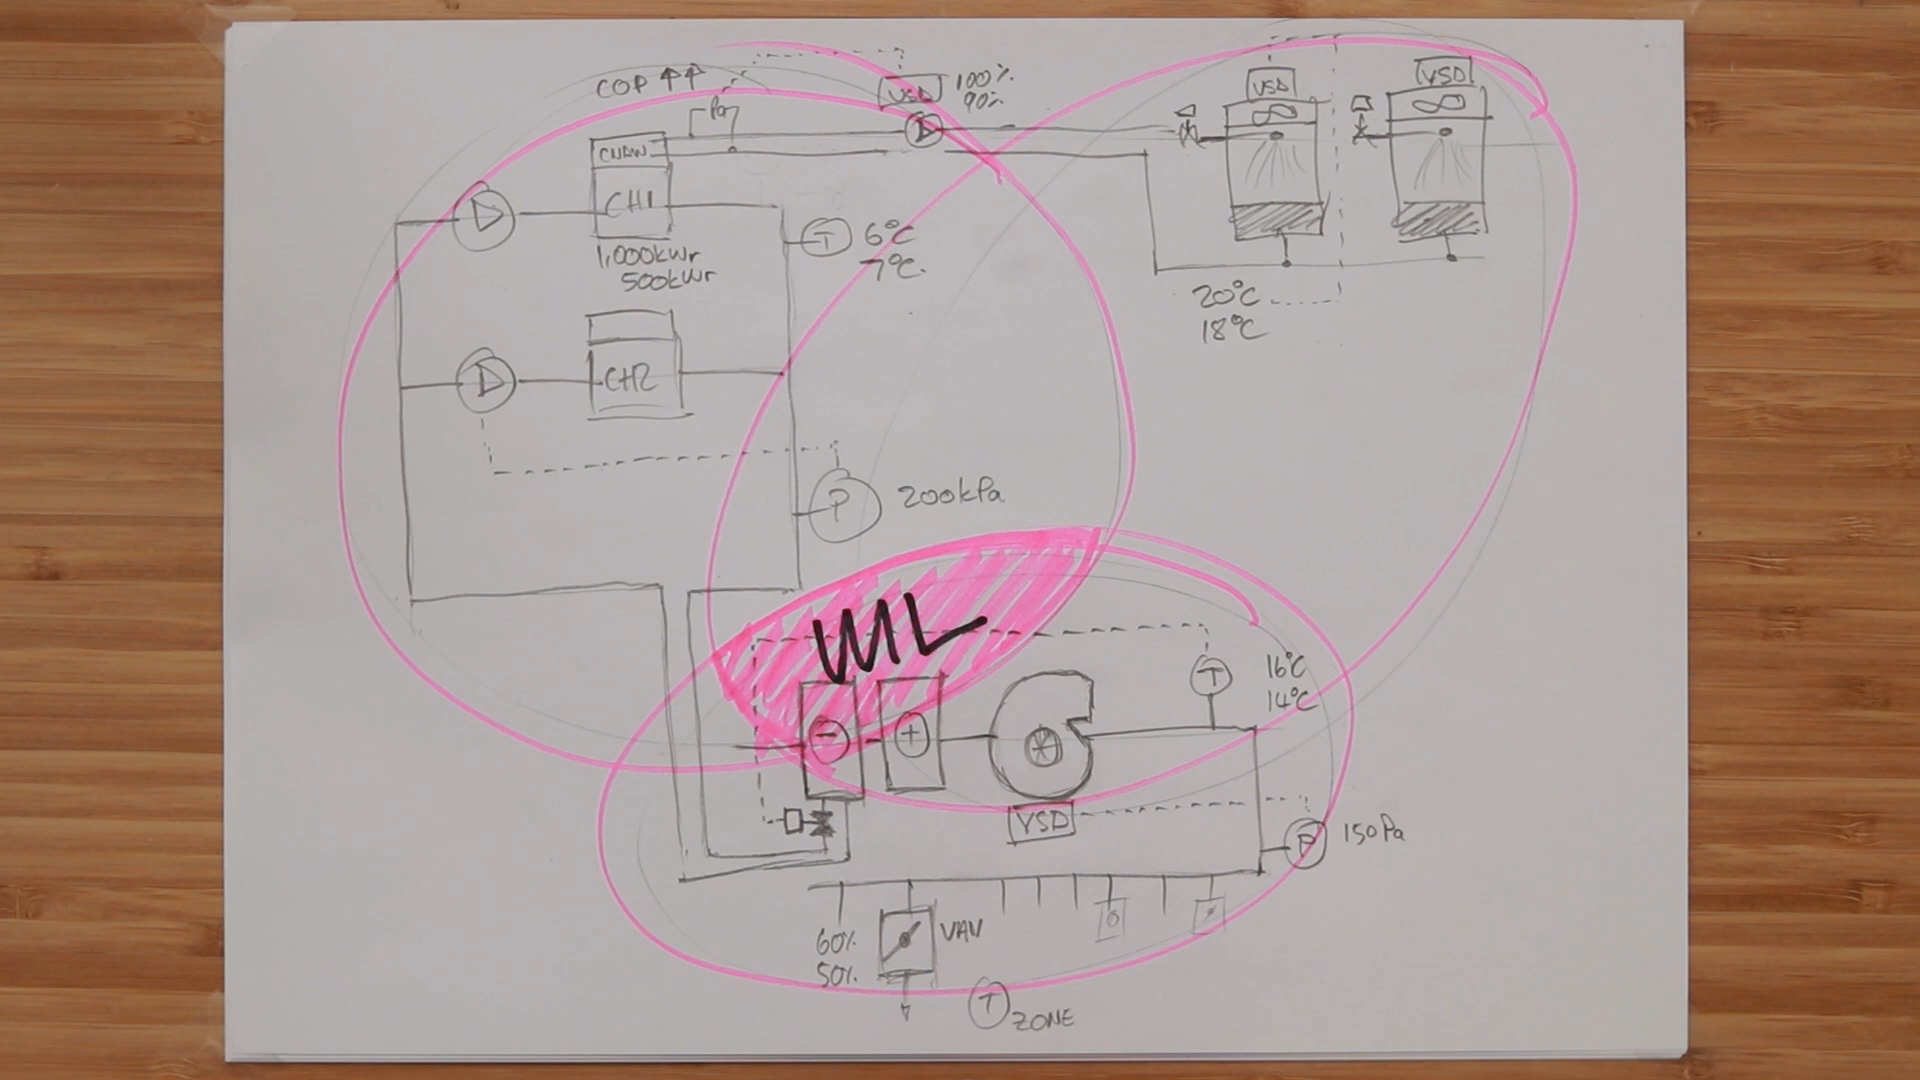 COP ↑↑
VSD
100%
90%
Pa
CNDW
CH1
1,000kWr
500kWr
T
6°C
7°C
VSD
VSD
20°C
18°C
CH2
P
200kPa
ML
T
16°C
14°C
-
+
VSD
P
150Pa
60%
50%
VAV
T
ZONE